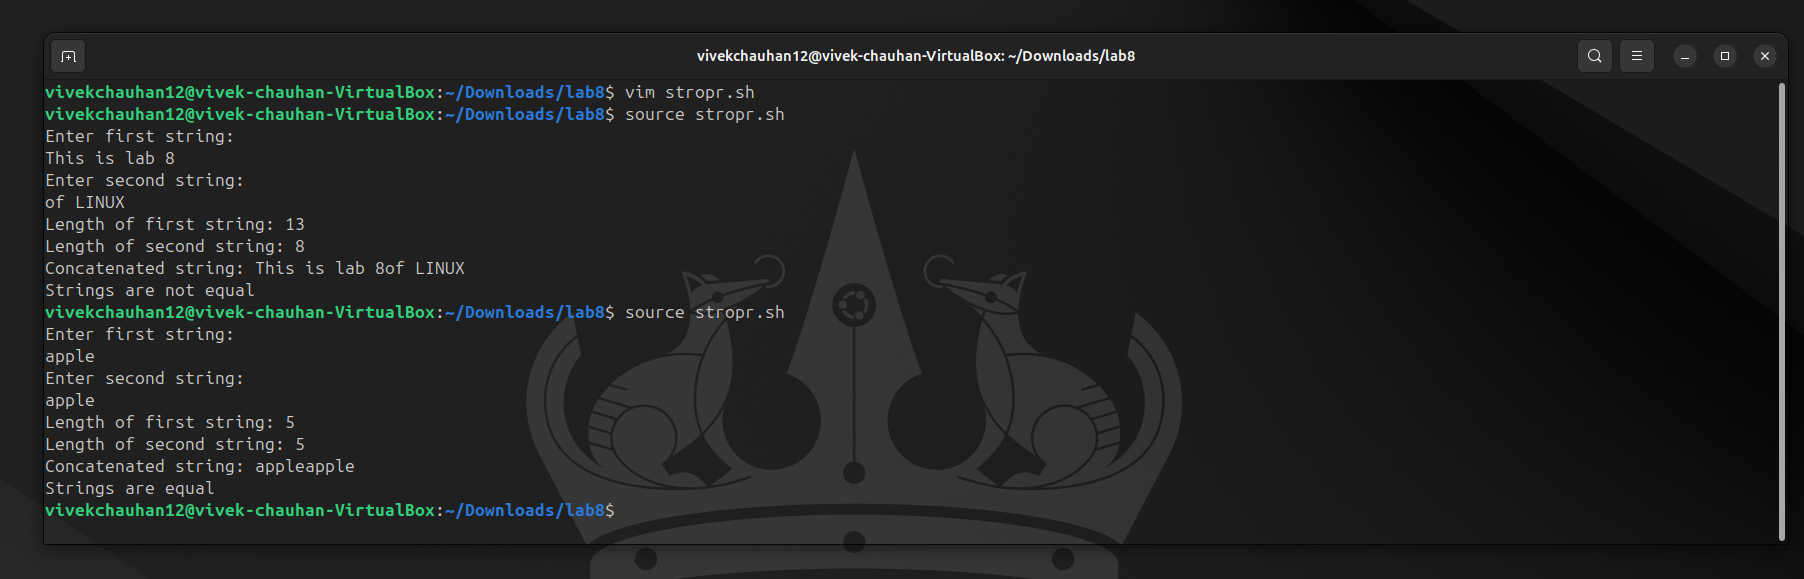 vivekchauhan12@vivek-chauhan-VirtualBox: ~/Downloads/lab8
vivekchauhan12@vivek-chauhan-VirtualBox:~/Downloads/lab8$ vim stropr.sh
vivekchauhan12@vivek-chauhan-VirtualBox:~/Downloads/lab8$ source stropr.sh
Enter first string:
This is lab 8
Enter second string:
of LINUX
Length of first string: 13
Length of second string: 8
Concatenated string: This is lab 8of LINUX
Strings are not equal
vivekchauhan12@vivek-chauhan-VirtualBox:~/Downloads/lab8$ source stropr.sh
Enter first string:
apple
Enter second string:
apple
Length of first string: 5
Length of second string: 5
Concatenated string: appleapple
Strings are equal
vivekchauhan12@vivek-chauhan-VirtualBox:~/Downloads/lab8$